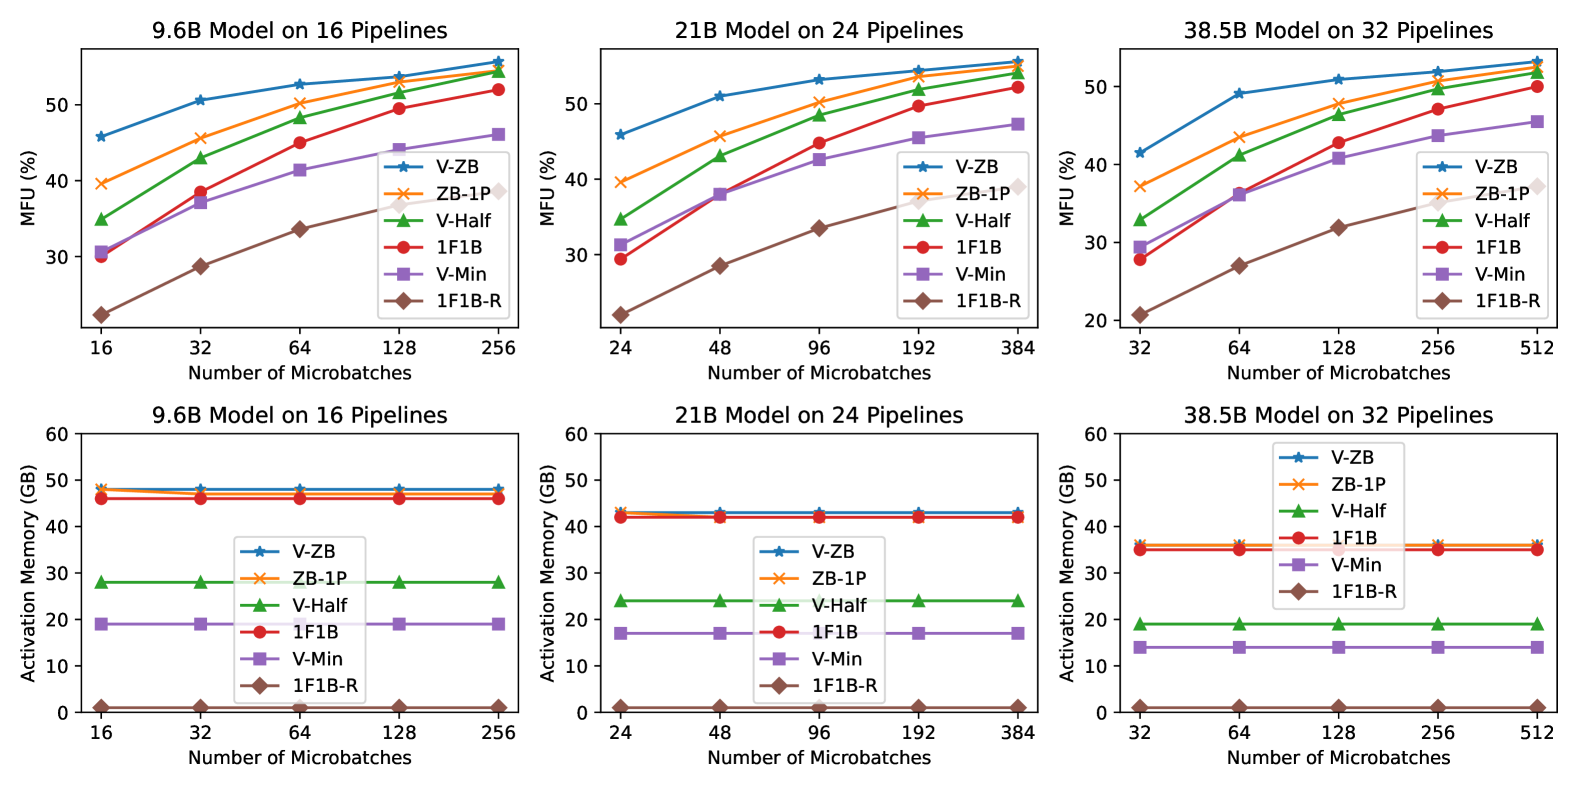 9.6B Model on 16 Pipelines
MFU (%)
50
40
30
16 32 64 128 256
Number of Microbatches
V-ZB
ZB-1P
V-Half
1F1B
V-Min
1F1B-R
21B Model on 24 Pipelines
MFU (%)
50
40
30
24 48 96 192 384
Number of Microbatches
V-ZB
ZB-1P
V-Half
1F1B
V-Min
1F1B-R
38.5B Model on 32 Pipelines
MFU (%)
50
40
30
20
32 64 128 256 512
Number of Microbatches
V-ZB
ZB-1P
V-Half
1F1B
V-Min
1F1B-R
9.6B Model on 16 Pipelines
Activation Memory (GB)
60
50
40
30
20
10
0
16 32 64 128 256
Number of Microbatches
V-ZB
ZB-1P
V-Half
1F1B
V-Min
1F1B-R
21B Model on 24 Pipelines
Activation Memory (GB)
60
50
40
30
20
10
0
24 48 96 192 384
Number of Microbatches
V-ZB
ZB-1P
V-Half
1F1B
V-Min
1F1B-R
38.5B Model on 32 Pipelines
Activation Memory (GB)
60
50
40
30
20
10
0
32 64 128 256 512
Number of Microbatches
V-ZB
ZB-1P
V-Half
1F1B
V-Min
1F1B-R